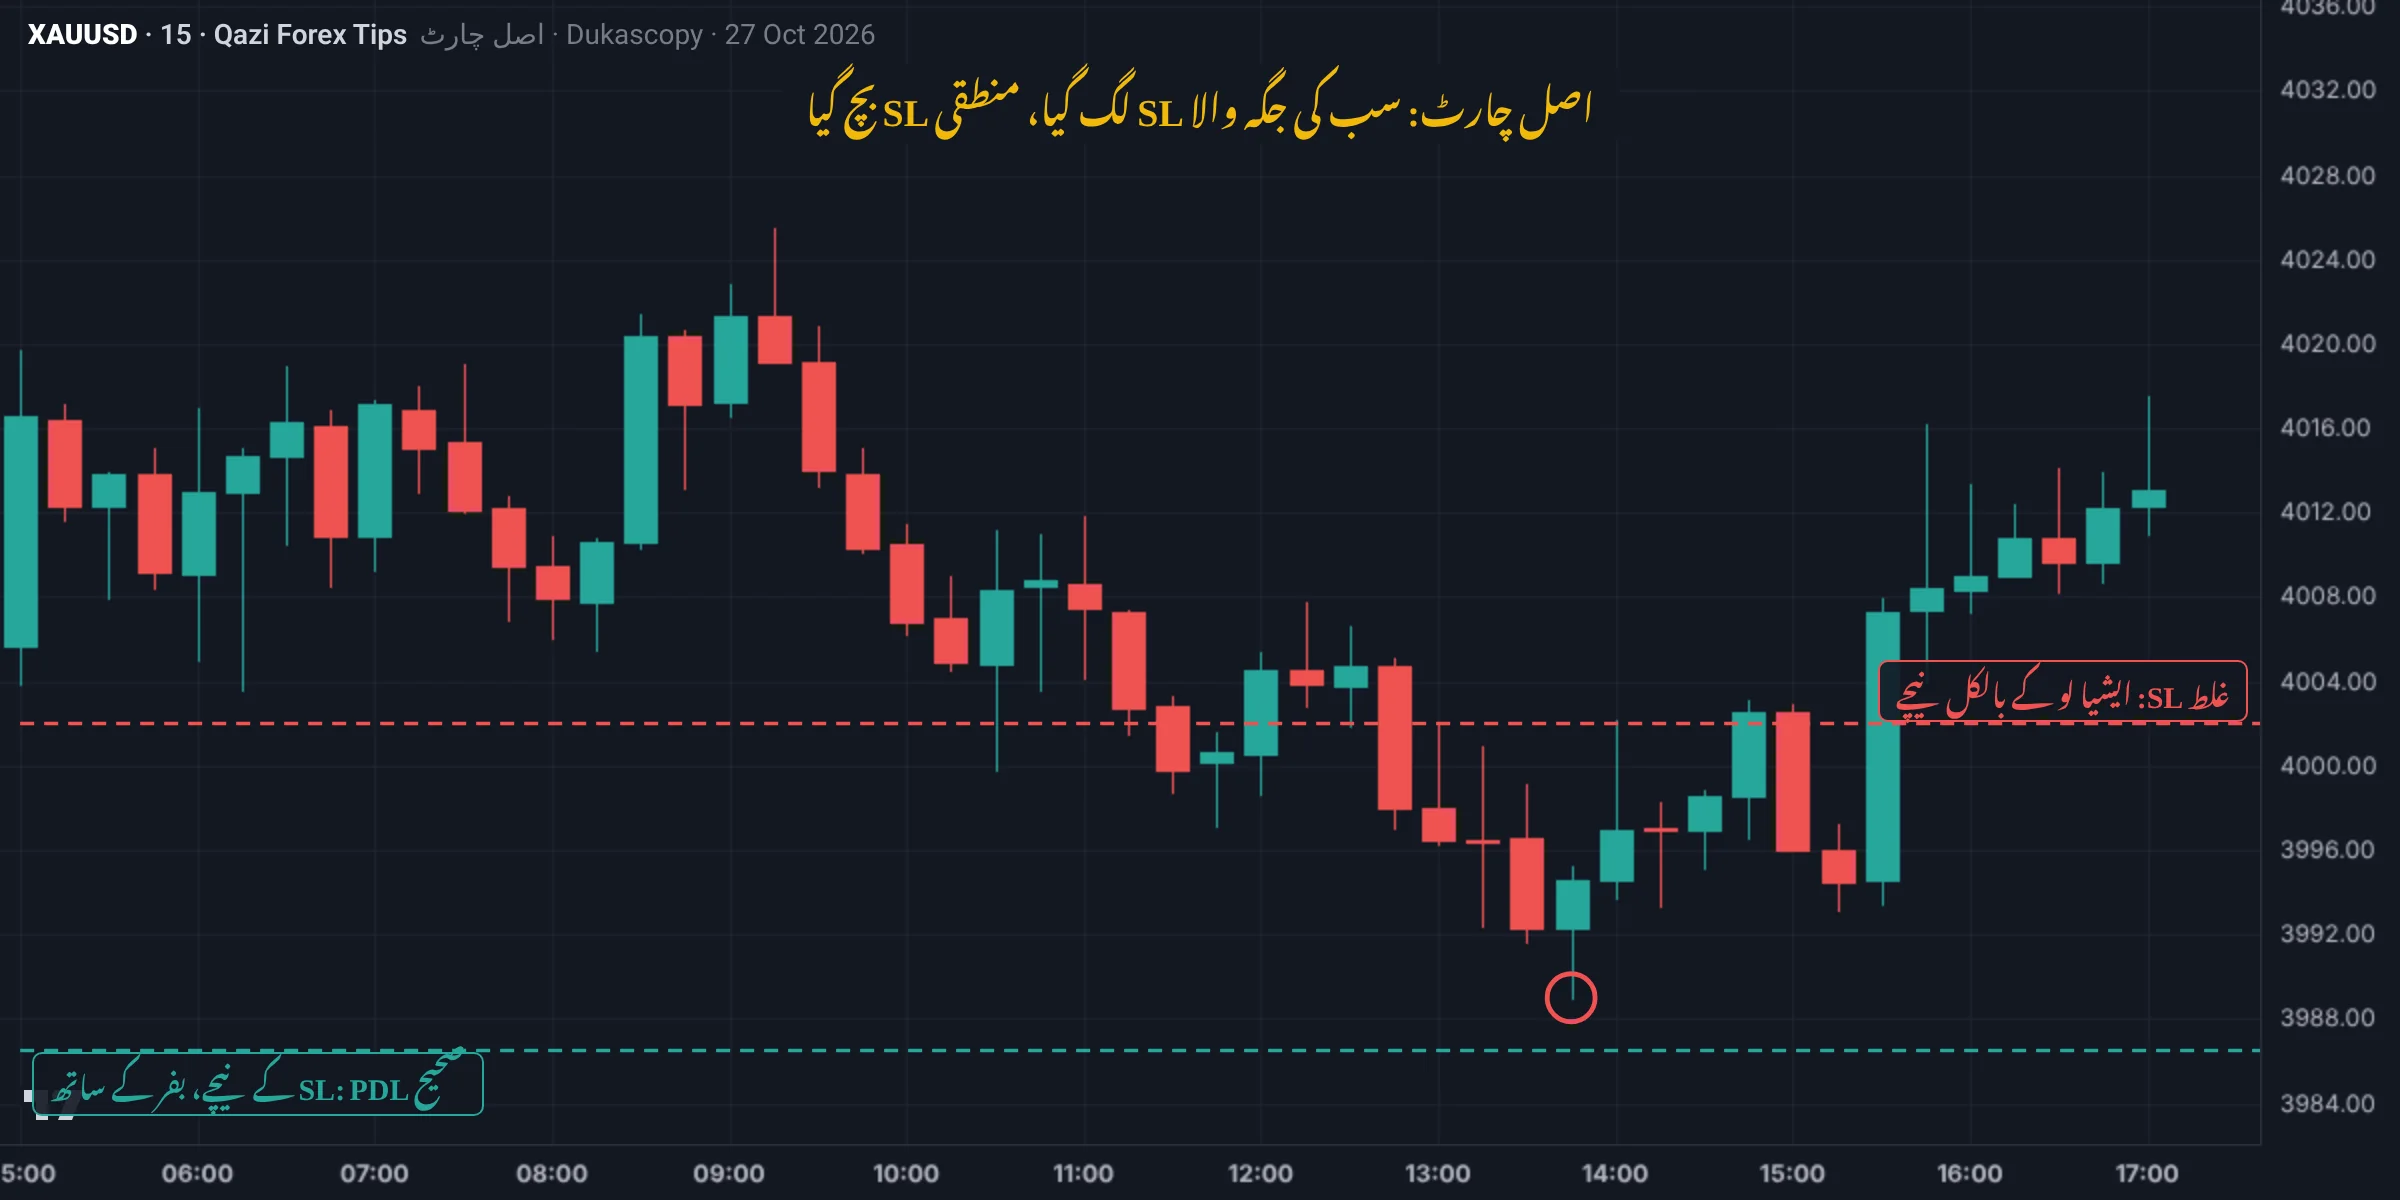 XAUUSD · 15 · Qazi Forex Tips اصل چارٹ · Dukascopy · 27 Oct 2026
اصل چارٹ: سب کی جگہ والا SL لگ گیا، منطقی SL بچ گیا
4036.00
4032.00
4028.00
4024.00
4020.00
4016.00
4012.00
4008.00
4004.00
غلط SL: ایشیا لو کے بالکل نیچے
4000.00
3996.00
3992.00
3988.00
صحیح SL: PDL کے نیچے، بفر کے ساتھ
3984.00
5:00 06:00 07:00 08:00 09:00 10:00 11:00 12:00 13:00 14:00 15:00 16:00 17:00